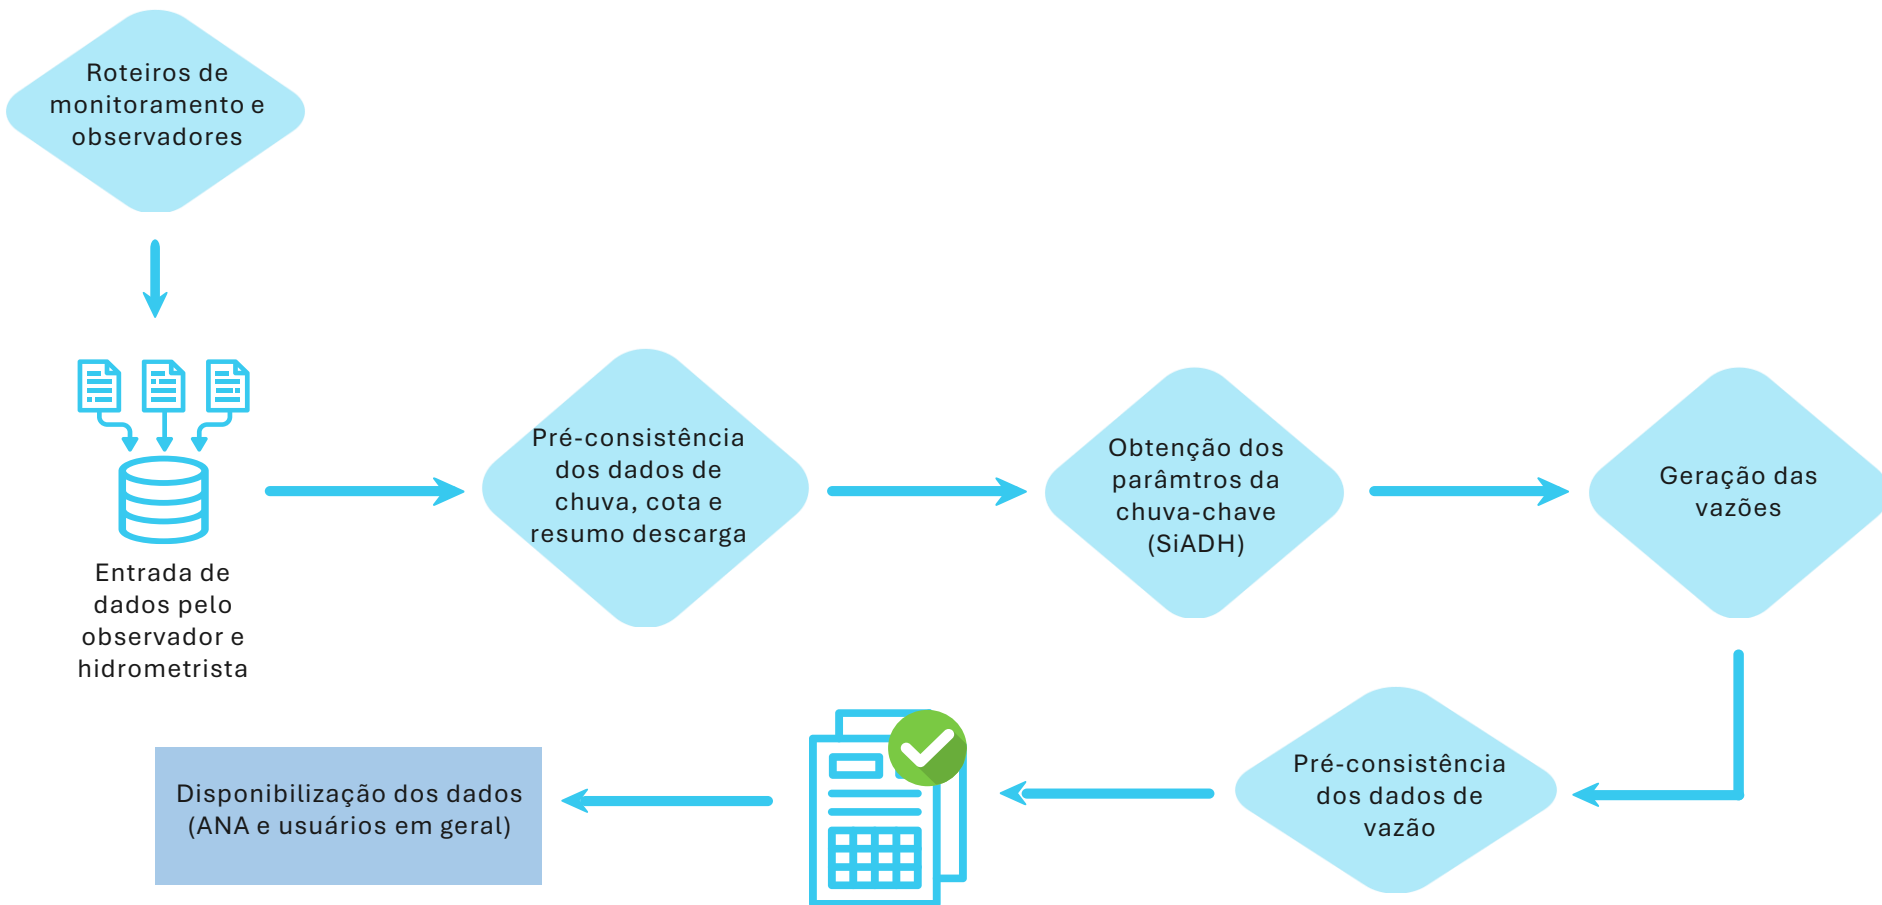 Roteiros de
monitoramento e
observadores
Entrada de
dados pelo
observador e
hidrometrista
Pré-consistência
dos dados de
chuva, cota e
resumo descarga
Obtenção dos
parâmtros da
chuva-chave
(SiADH)
Geração das
vazões
Pré-consistência
dos dados de
vazão
Disponibilização dos dados
(ANA e usuários em geral)